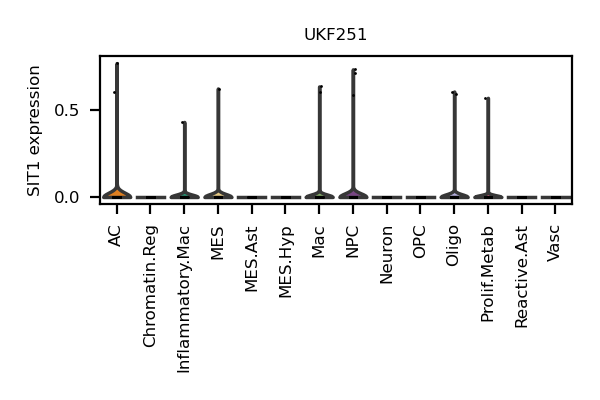 UKF251
SIT1 expression
0.5
0.0
AC
Chromatin.Reg
Inflammatory.Mac
MES
MES.Ast
MES.Hyp
Mac
NPC
Neuron
OPC
Oligo
Prolif.Metab
Reactive.Ast
Vasc